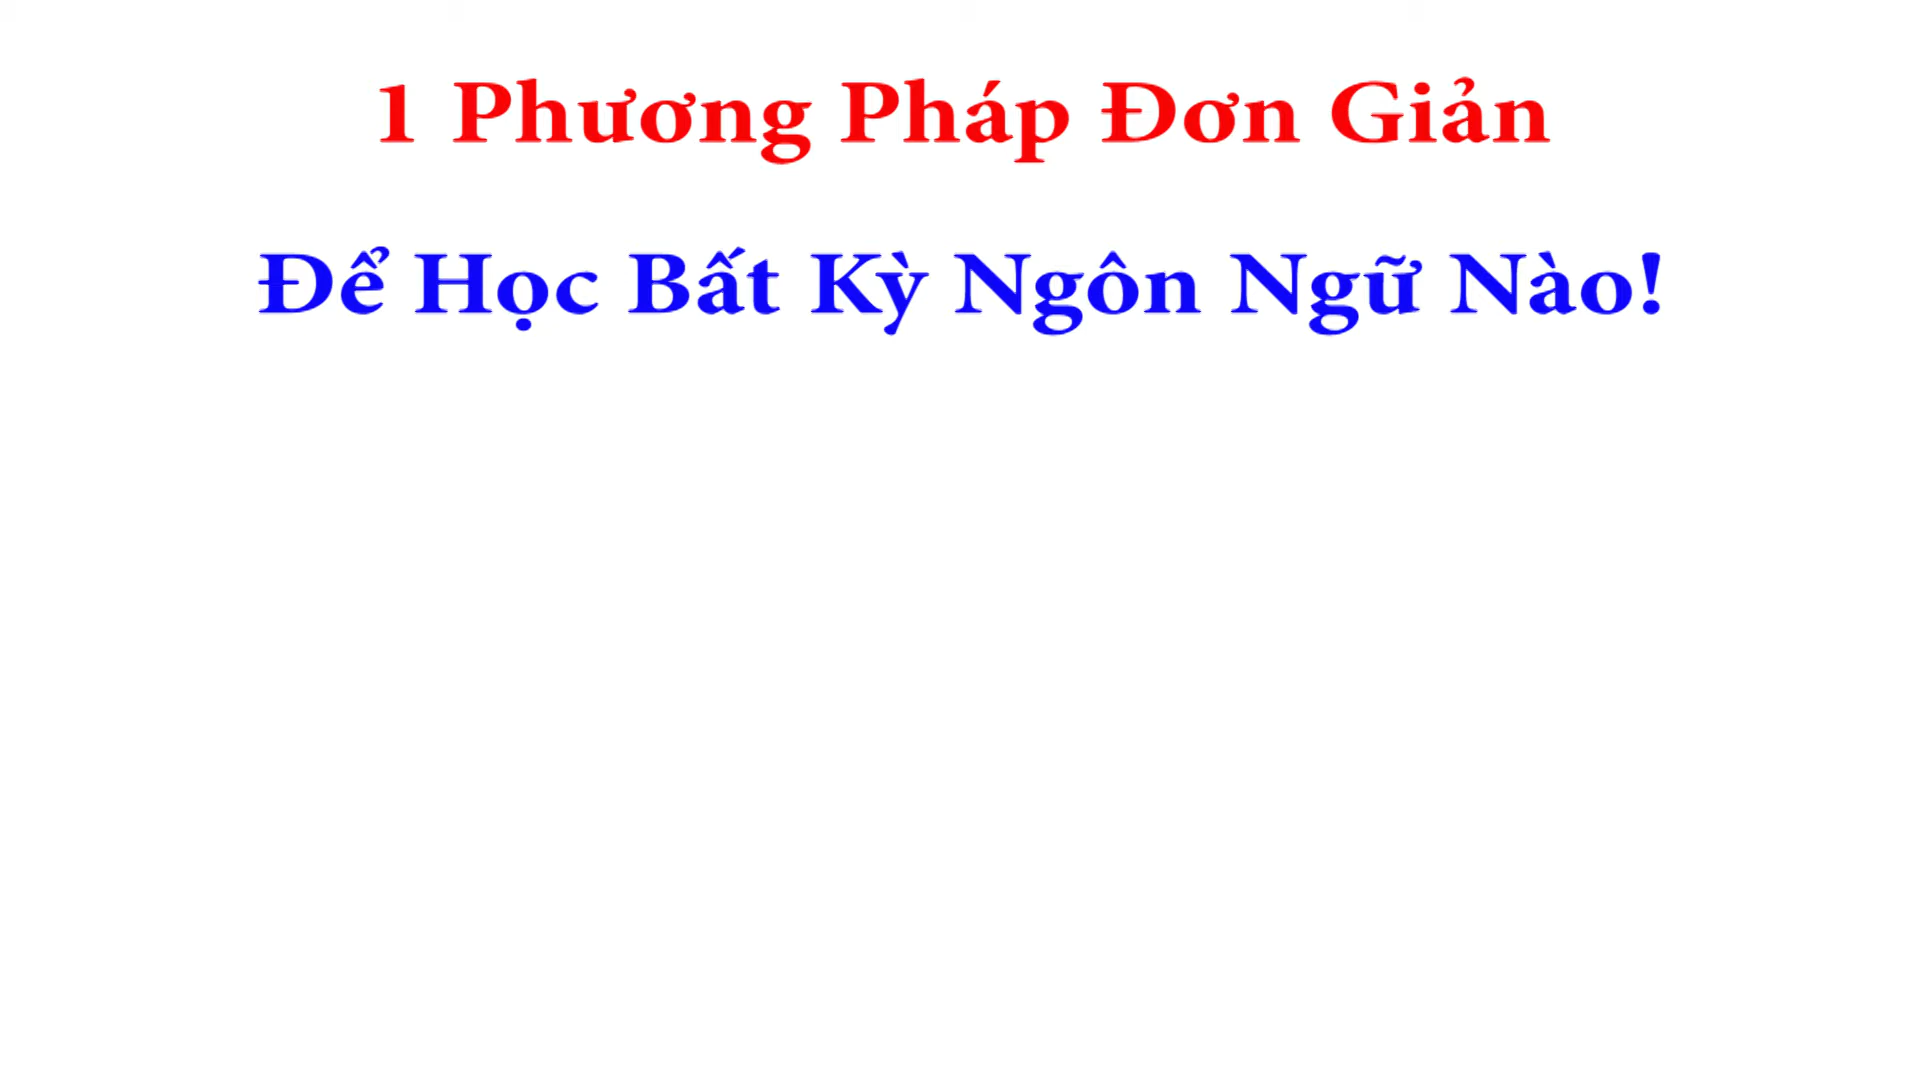 1 Phương Pháp Đơn Giản
Để Học Bất Kỳ Ngôn Ngữ Nào!